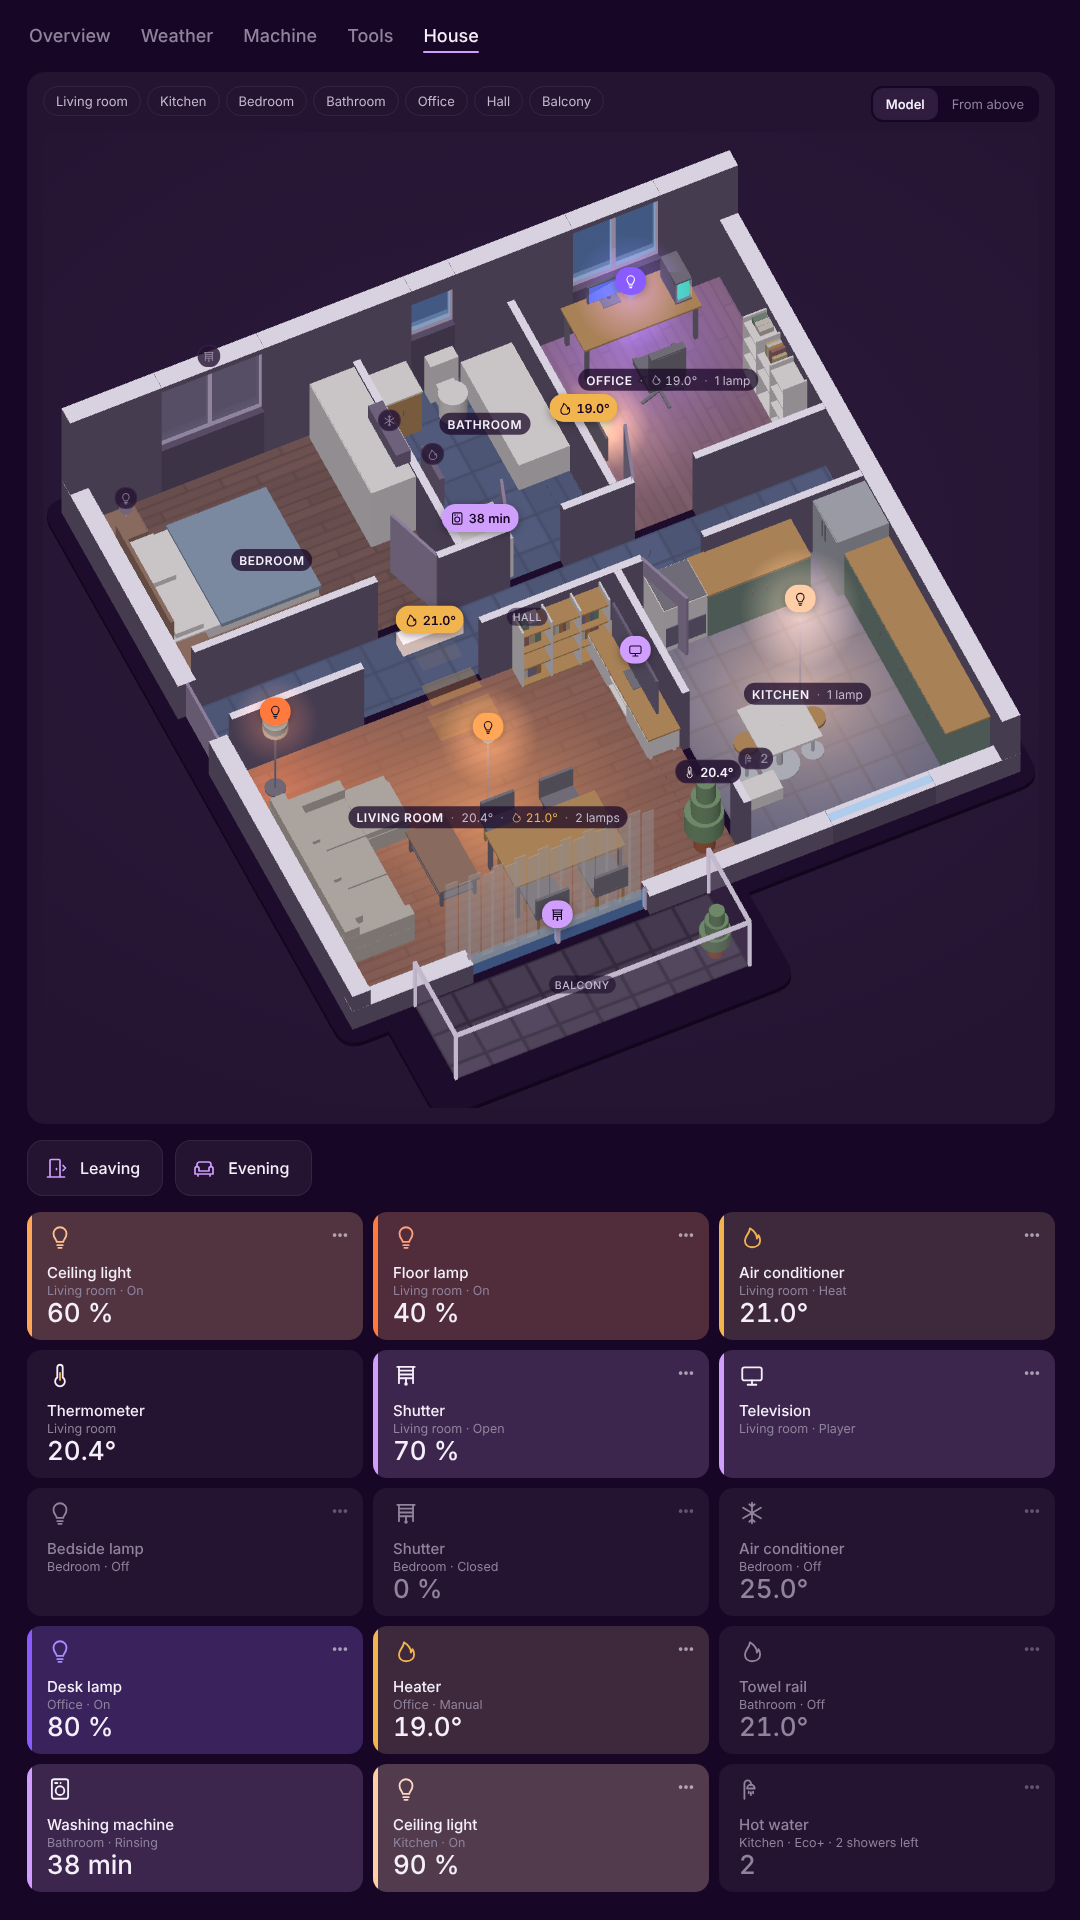 Overview Weather Machine Tools House
Living room Kitchen Bedroom Bathroom Office Hall Balcony
Model From above
OFFICE · 19.0° · 1 lamp
19.0°
BATHROOM
38 min
BEDROOM
21.0°
HALL
KITCHEN · 1 lamp
2
20.4°
LIVING ROOM · 20.4° · 21.0° · 2 lamps
BALCONY
Leaving Evening
Ceiling light
Living room · On
60 %
Floor lamp
Living room · On
40 %
Air conditioner
Living room · Heat
21.0°
Thermometer
Living room
20.4°
Shutter
Living room · Open
70 %
Television
Living room · Player
Bedside lamp
Bedroom · Off
Shutter
Bedroom · Closed
0 %
Air conditioner
Bedroom · Off
25.0°
Desk lamp
Office · On
80 %
Heater
Office · Manual
19.0°
Towel rail
Bathroom · Off
21.0°
Washing machine
Bathroom · Rinsing
38 min
Ceiling light
Kitchen · On
90 %
Hot water
Kitchen · Eco+ · 2 showers left
2